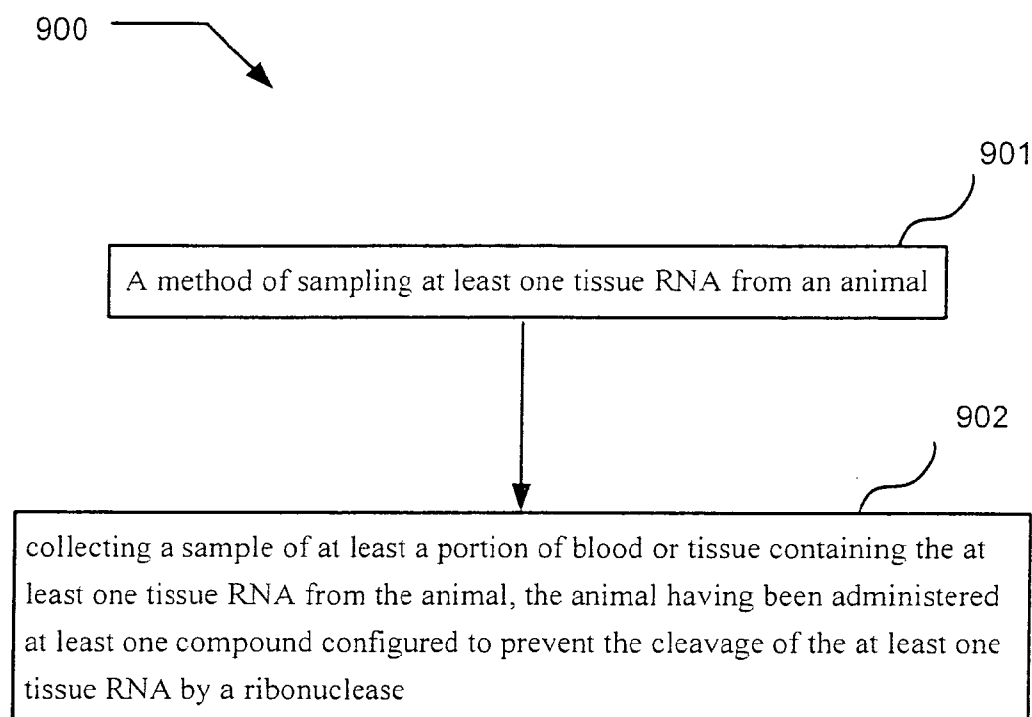 900
901
A method of sampling at least one tissue RNA from an animal
902
collecting a sample of at least a portion of blood or tissue containing the at
least one tissue RNA from the animal, the animal having been administered
at least one compound configured to prevent the cleavage of the at least one
tissue RNA by a ribonuclease